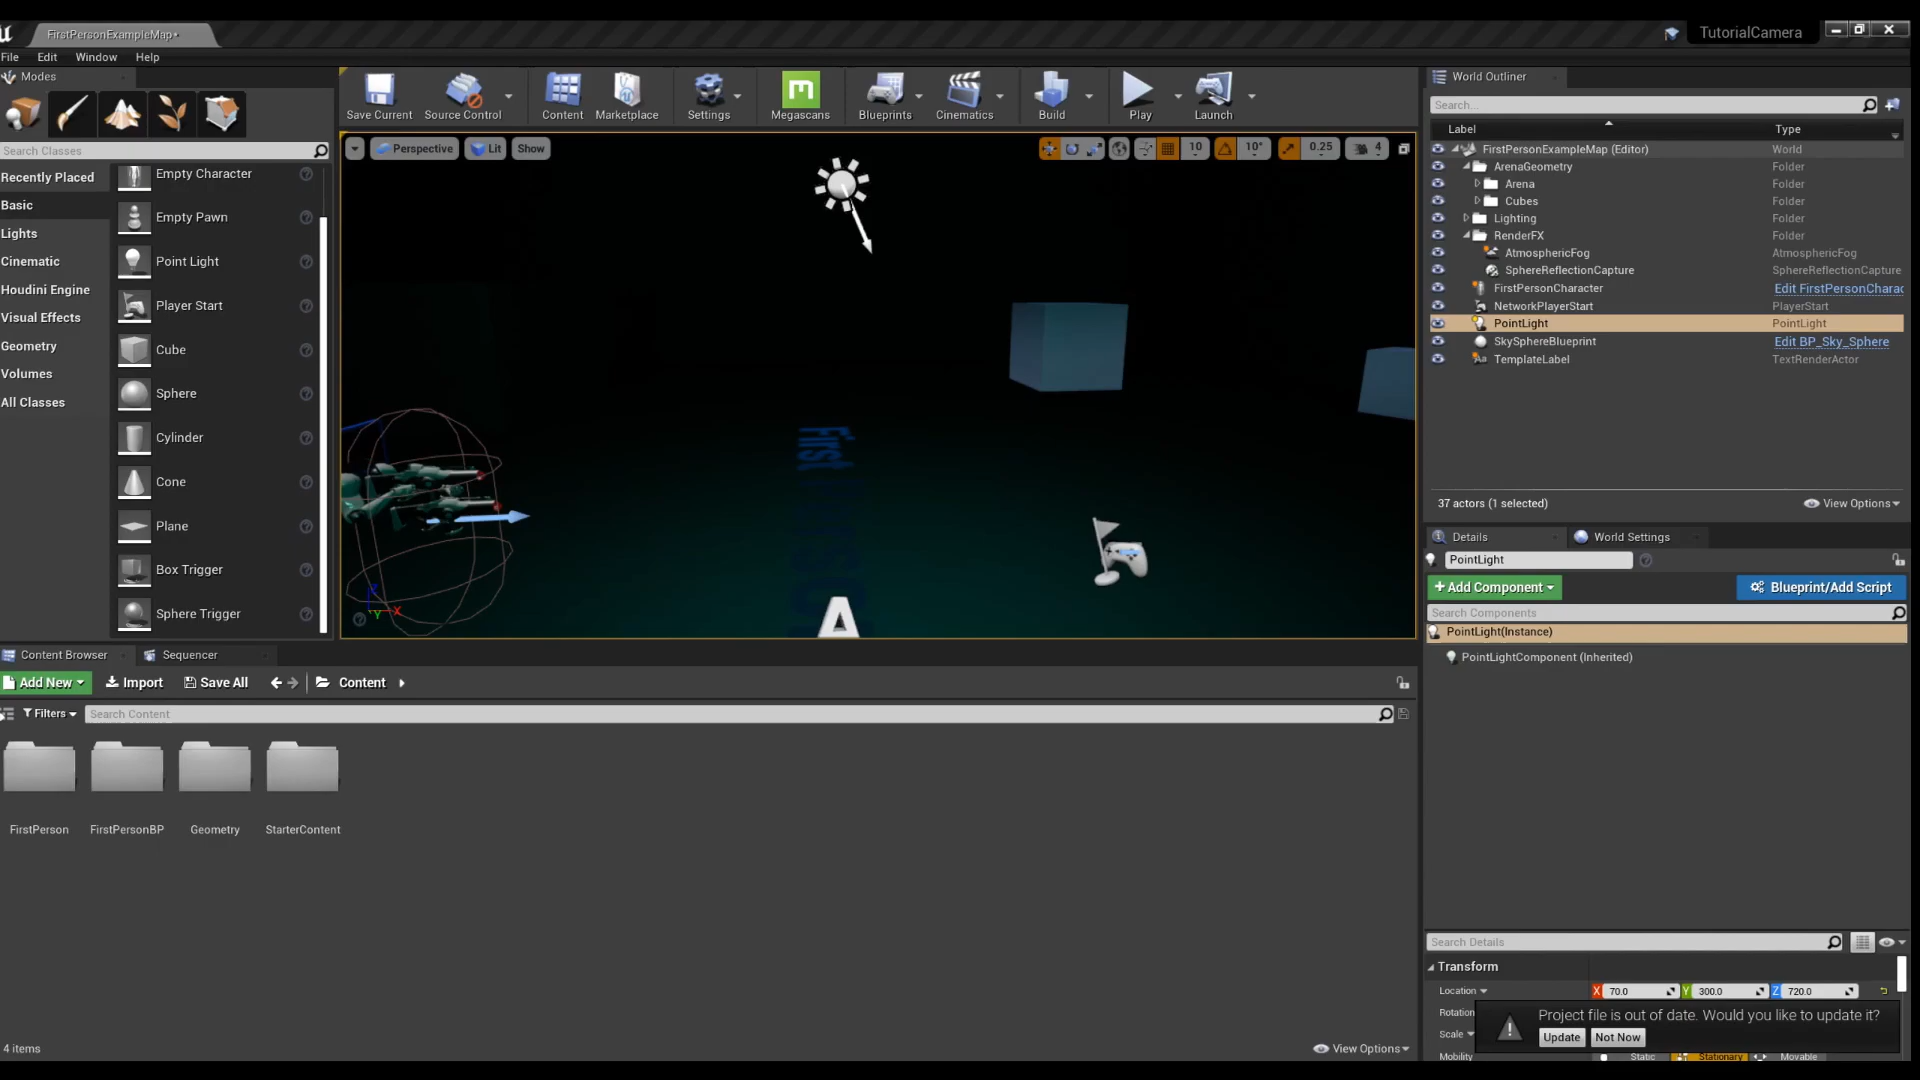 FirstPersonExampleMap*
TutorialCamera
File Edit Window Help
Modes
Search Classes
Recently Placed
Basic
Lights
Cinematic
Houdini Engine
Visual Effects
Geometry
Volumes
All Classes
Empty Character
Empty Pawn
Point Light
Player Start
Cube
Sphere
Cylinder
Cone
Plane
Box Trigger
Sphere Trigger
Save Current Source Control Content Marketplace Settings Megascans Blueprints Cinematics Build Play Launch
Perspective Lit Show 10 10° 0.25 4
First
A
X
Y
World Outliner
Search...
Label Type
FirstPersonExampleMap (Editor) World
ArenaGeometry Folder
Arena Folder
Cubes Folder
Lighting Folder
RenderFX Folder
AtmosphericFog AtmosphericFog
SphereReflectionCapture SphereReflectionCapture
FirstPersonCharacter Edit FirstPersonCharac
NetworkPlayerStart PlayerStart
PointLight PointLight
SkySphereBlueprint Edit BP_Sky_Sphere
TemplateLabel TextRenderActor
37 actors (1 selected) View Options
Details World Settings
PointLight
+Add Component Blueprint/Add Script
Search Components
PointLight(Instance)
PointLightComponent (Inherited)
Search Details
Transform
Location X 70.0 Y 300.0 Z 720.0
Rotation
Scale
Mobility Static Stationary Movable
Project file is out of date. Would you like to update it?
Update Not Now
Content Browser Sequencer
Add New Import Save All Content
Filters Search Content
FirstPerson FirstPersonBP Geometry StarterContent
4 items View Options